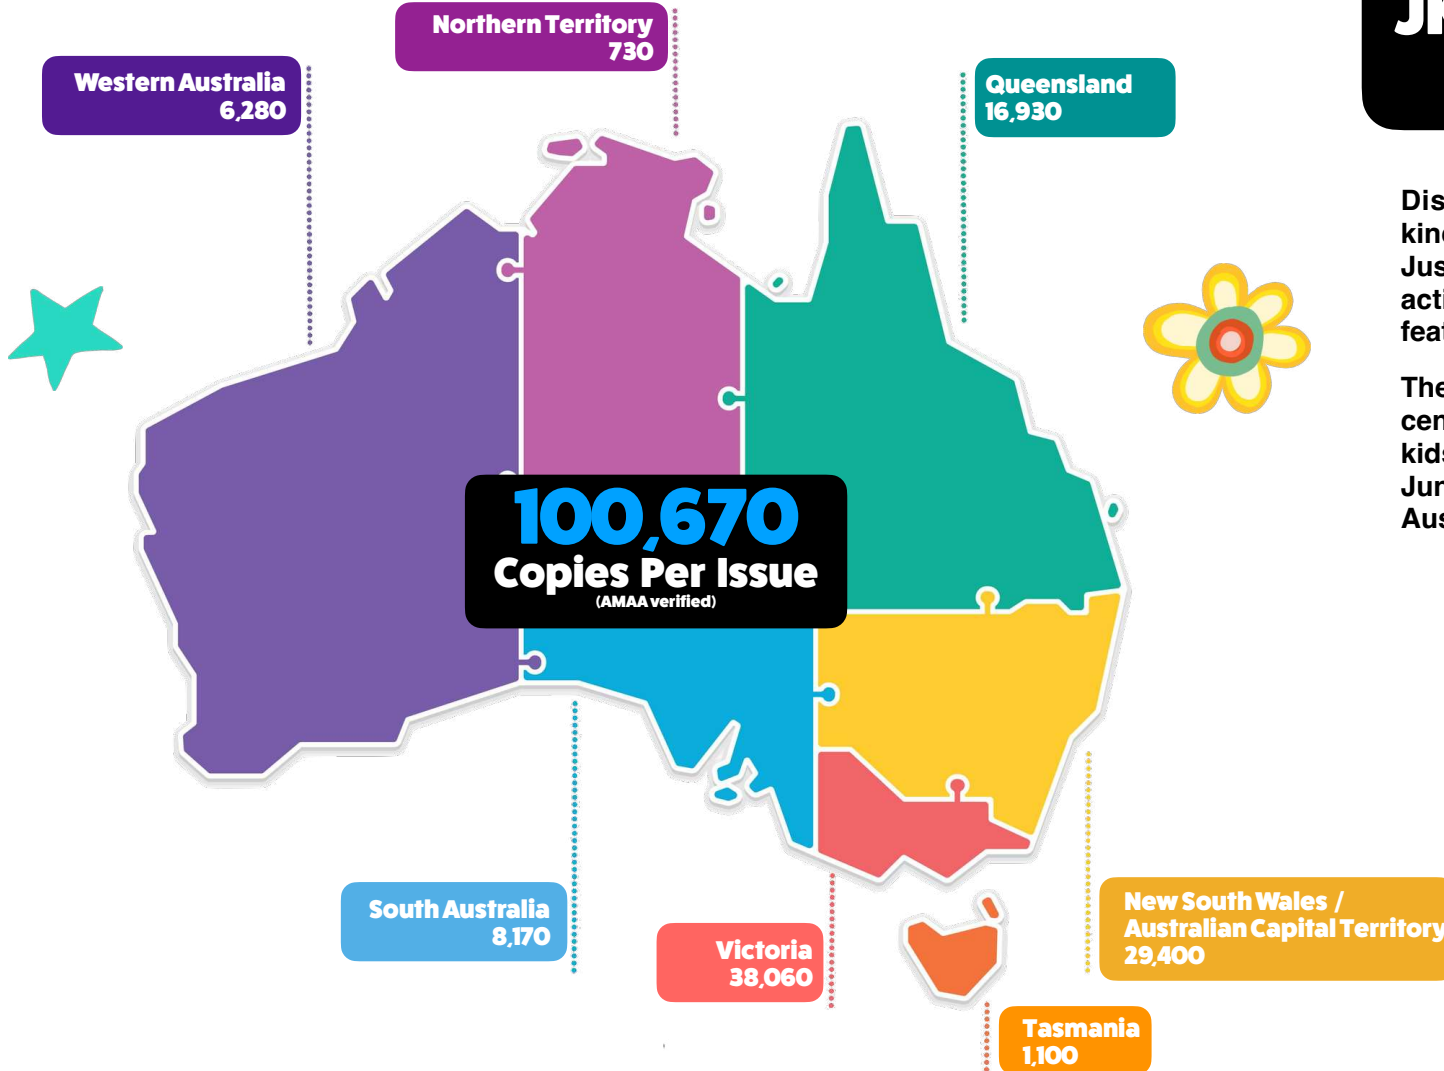 Northern Territory
730
Western Australia
6,280
Queensland
16,930
100,670
Copies Per Issue
(AMAA verified)
South Australia
8,170
Victoria
38,060
New South Wales /
Australian Capital Territory
29,400
Tasmania
1,100
The